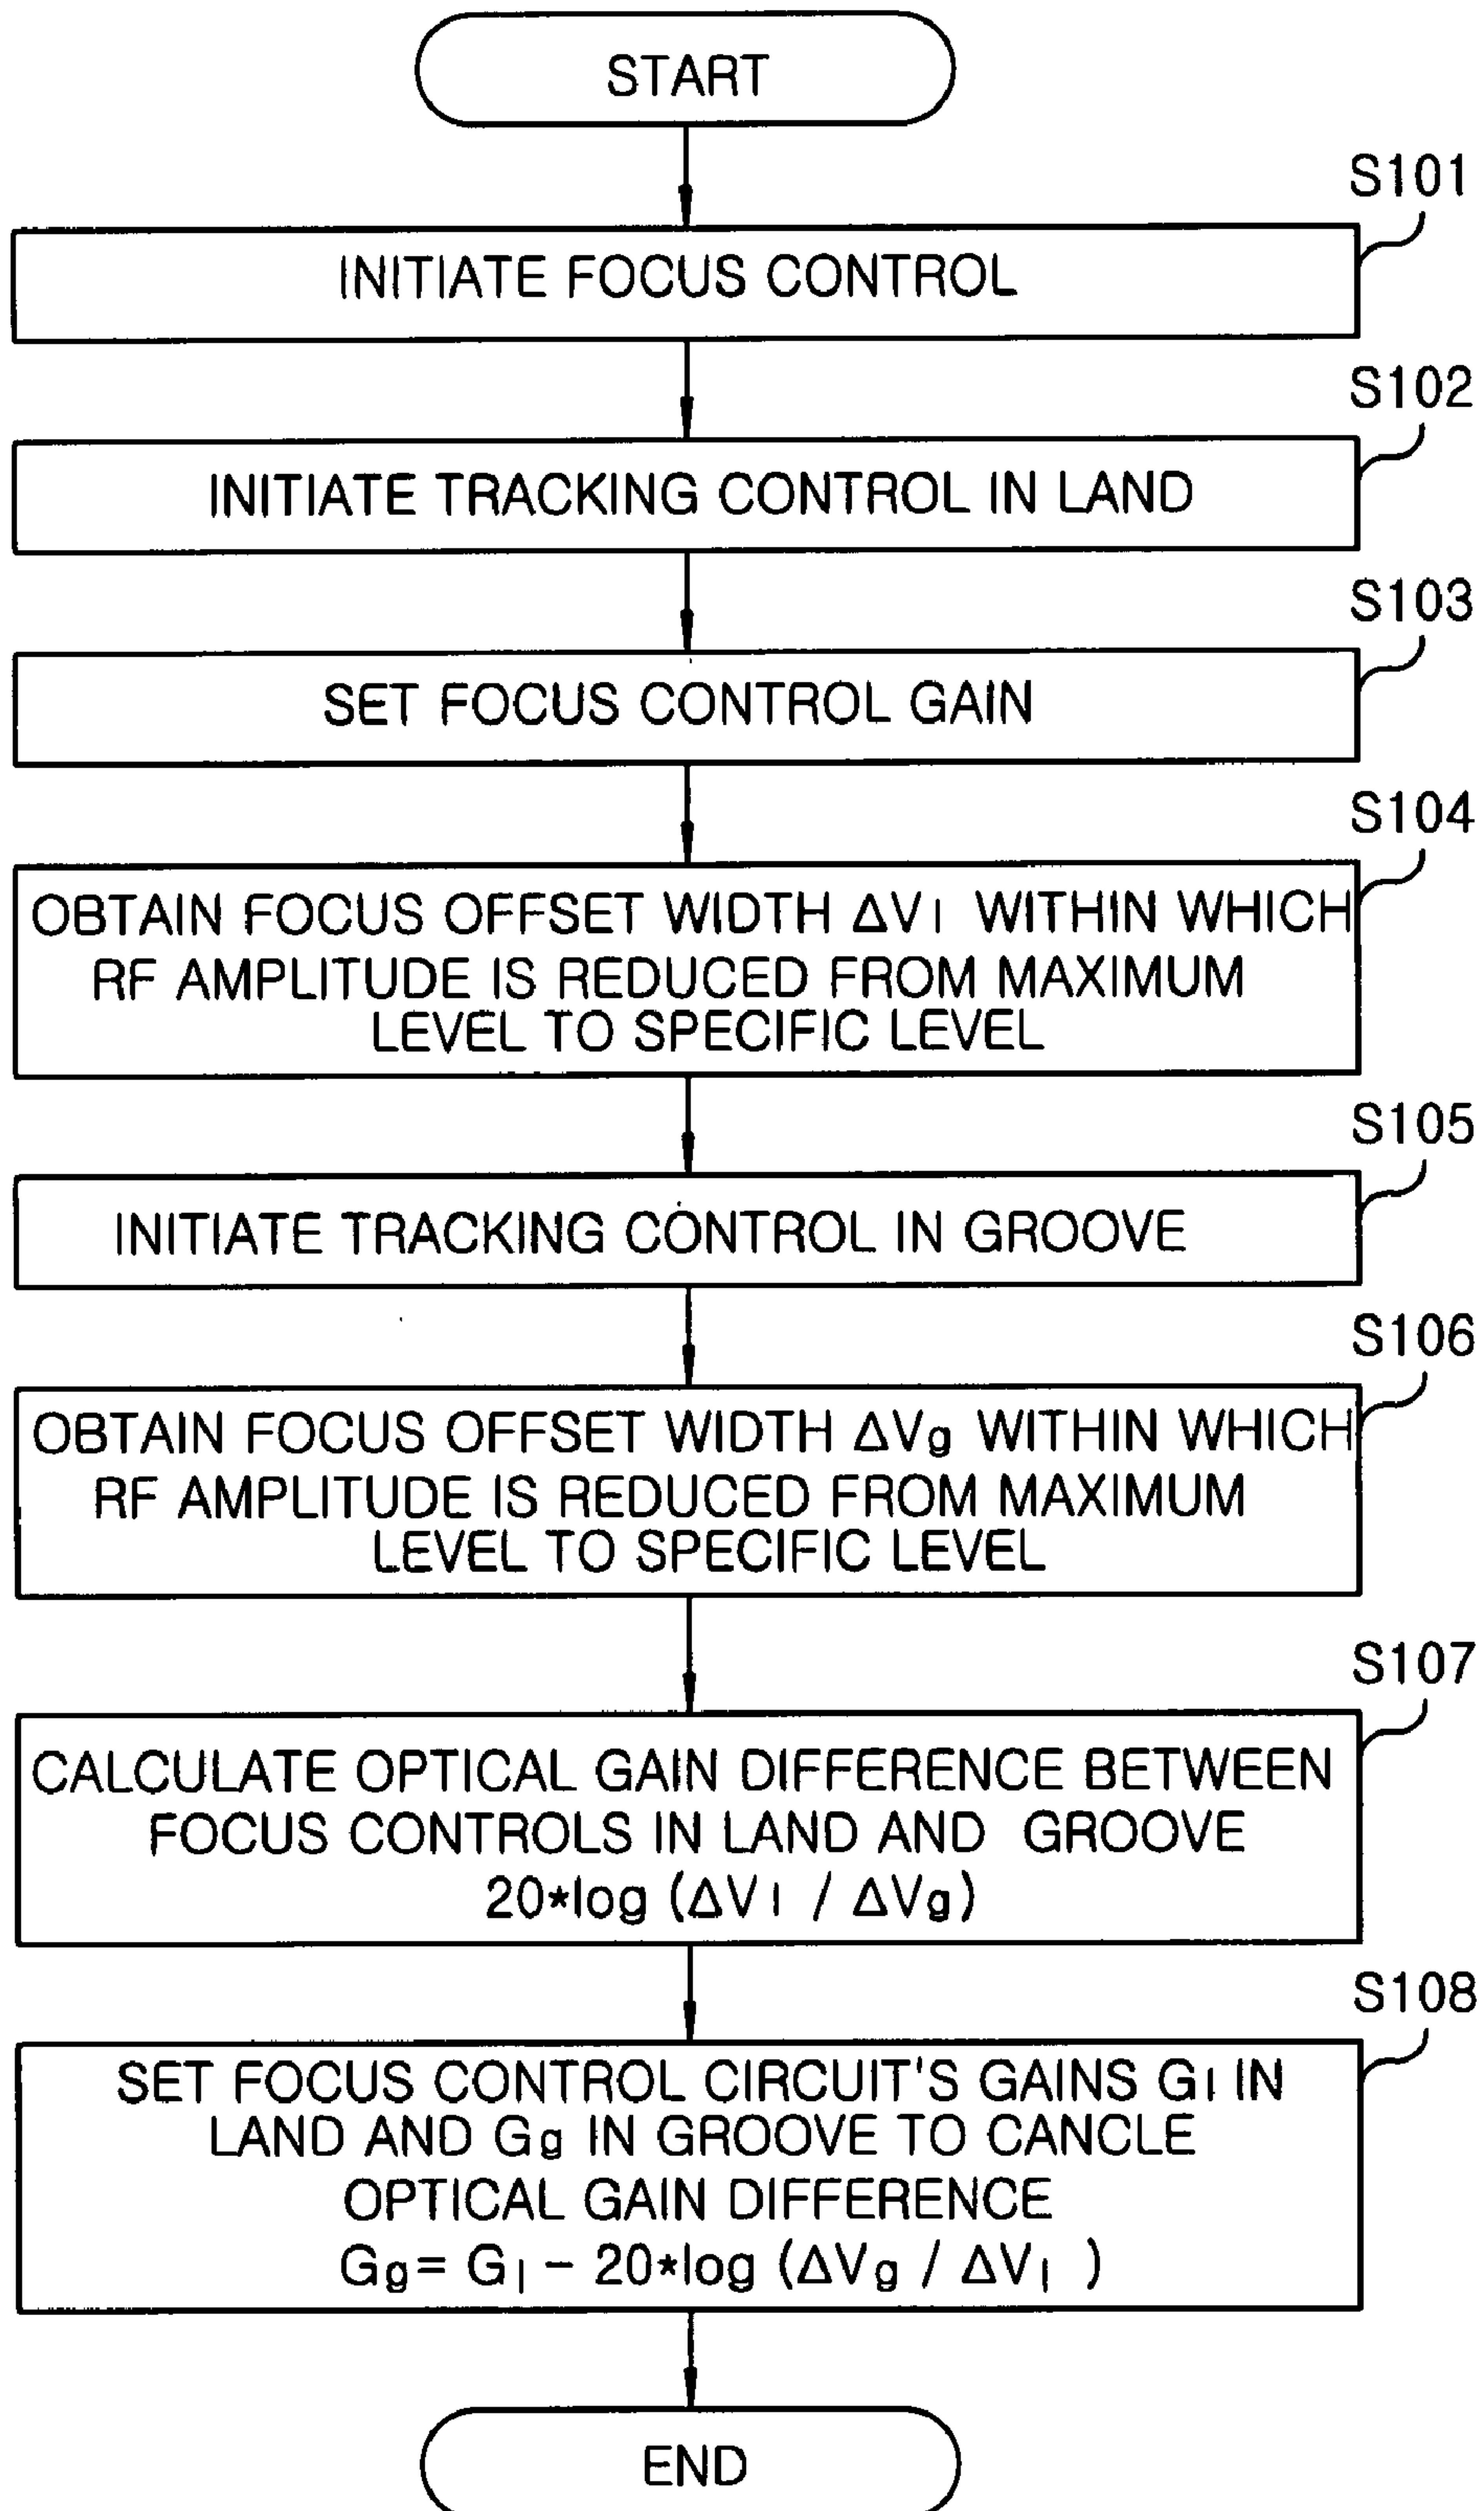 START
S101
INITIATE FOCUS CONTROL
S102
INITIATE TRACKING CONTROL IN LAND
S103
SET FOCUS CONTROL GAIN
S104
OBTAIN FOCUS OFFSET WIDTH ΔVl WITHIN WHICH
RF AMPLITUDE IS REDUCED FROM MAXIMUM
LEVEL TO SPECIFIC LEVEL
S105
INITIATE TRACKING CONTROL IN GROOVE
S106
OBTAIN FOCUS OFFSET WIDTH ΔVg WITHIN WHICH
RF AMPLITUDE IS REDUCED FROM MAXIMUM
LEVEL TO SPECIFIC LEVEL
S107
CALCULATE OPTICAL GAIN DIFFERENCE BETWEEN
FOCUS CONTROLS IN LAND AND GROOVE
20*log (ΔVl / ΔVg)
S108
SET FOCUS CONTROL CIRCUIT'S GAINS Gl IN
LAND AND Gg IN GROOVE TO CANCLE
OPTICAL GAIN DIFFERENCE
Gg= Gl − 20*log (ΔVg / ΔVl )
END